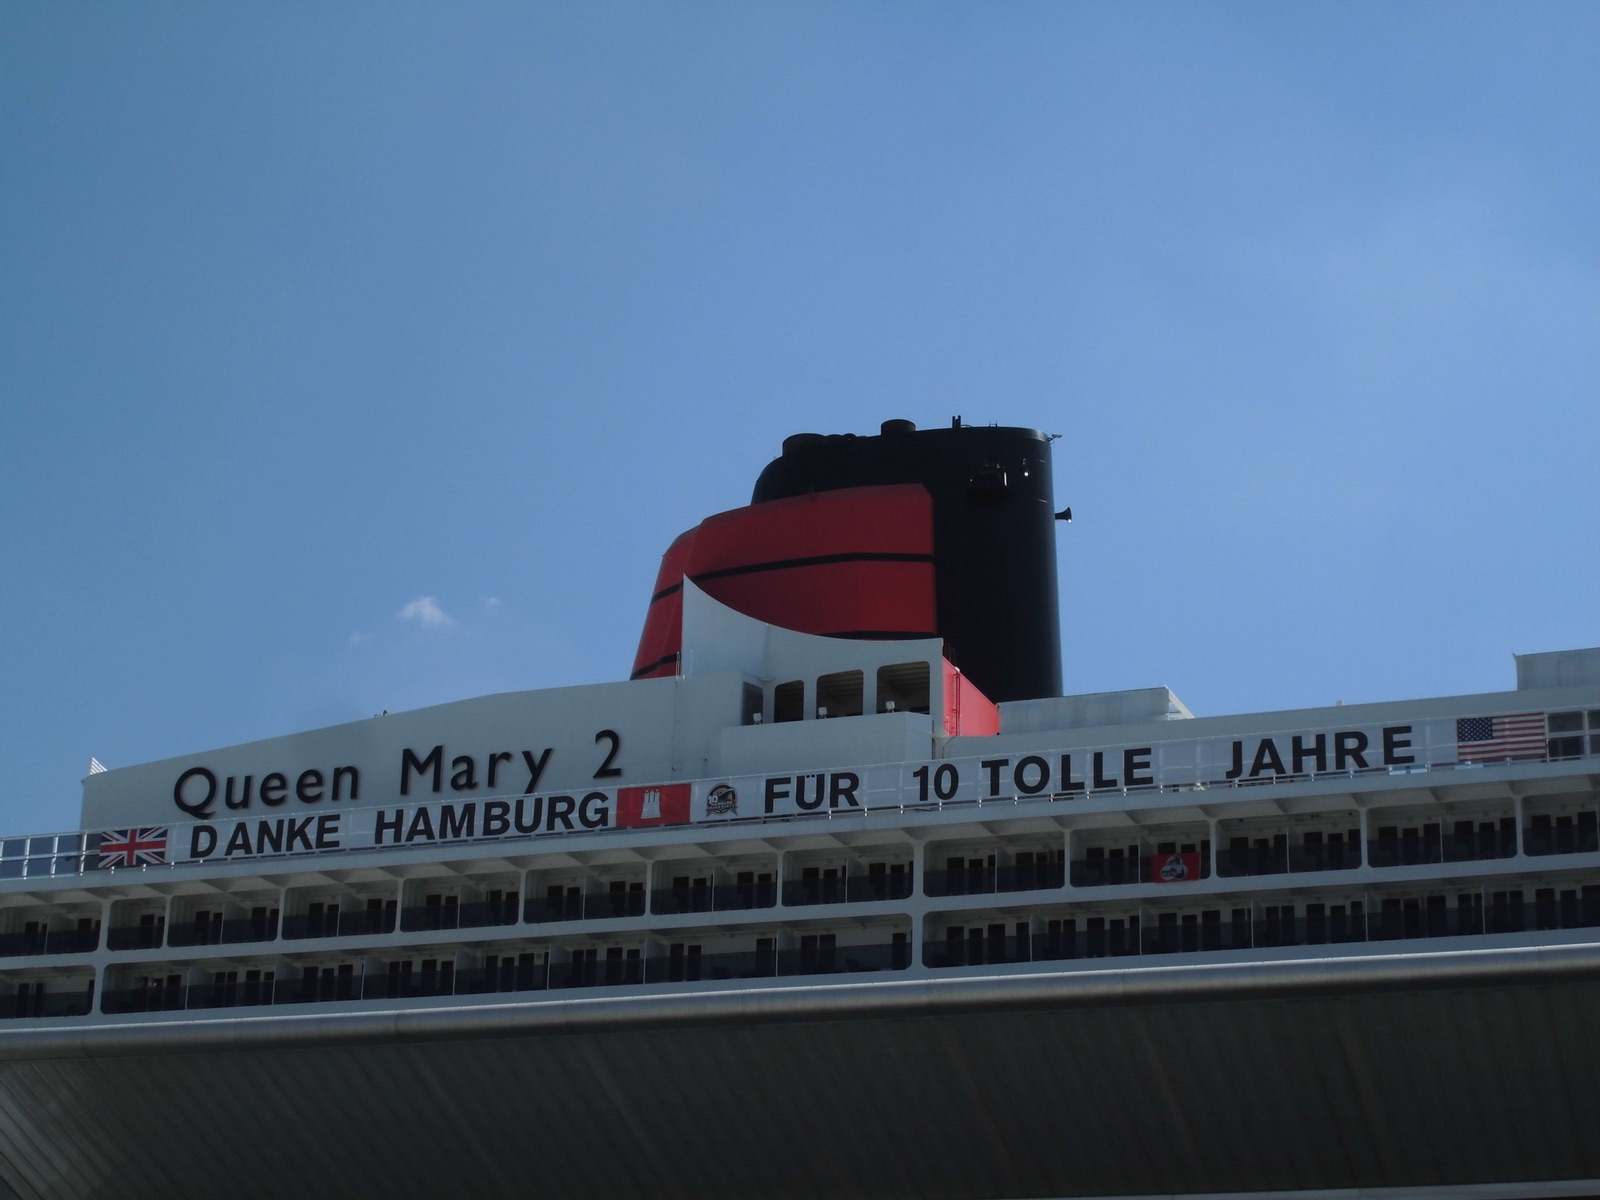 Queen Mary 2
DANKE HAMBURG FÜR 10 TOLLE JAHRE